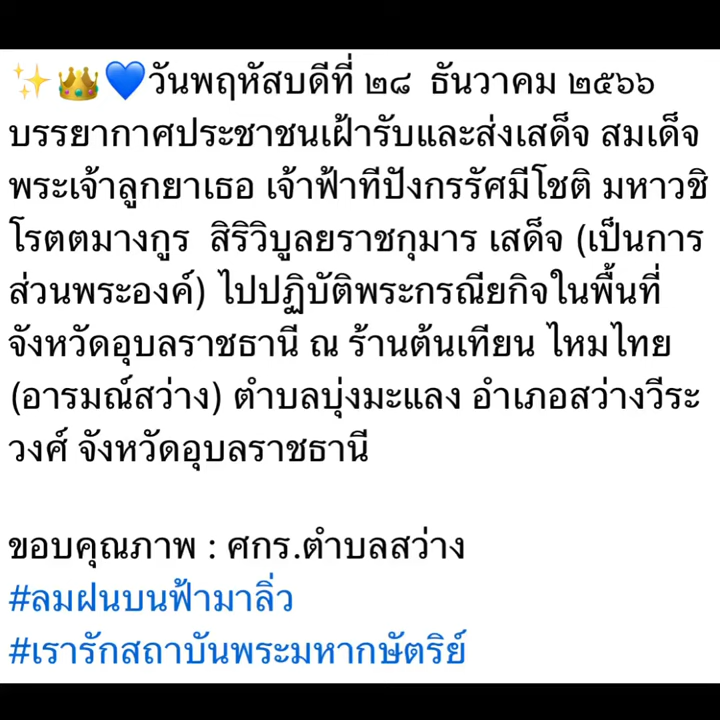 ✨👑💙วันพฤหัสบดีที่ ๒๘ ธันวาคม ๒๕๖๖
บรรยากาศประชาชนเฝ้ารับและส่งเสด็จ สมเด็จ
พระเจ้าลูกยาเธอ เจ้าฟ้าทีปังกรรัศมีโชติ มหาวชิ
โรตตมางกูร สิริวิบูลยราชกุมาร เสด็จ (เป็นการ
ส่วนพระองค์) ไปปฏิบัติพระกรณียกิจในพื้นที่
จังหวัดอุบลราชธานี ณ ร้านต้นเทียน ไหมไทย
(อารมณ์สว่าง) ตำบลบุ่งมะแลง อำเภอสว่างวีระ
วงศ์ จังหวัดอุบลราชธานี
ขอบคุณภาพ : ศกร.ตำบลสว่าง
#ลมฝนบนฟ้ามาลิ่ว
#เรารักสถาบันพระมหากษัตริย์